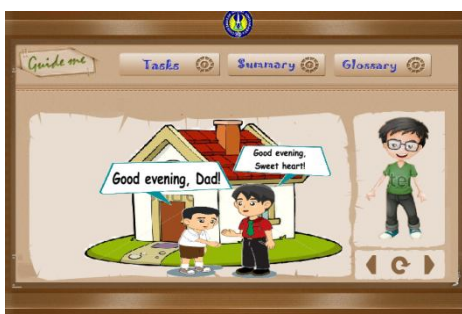 Guide me
Tasks
Summary
Glossary
Good evening, Dad!
Good evening,
Sweet heart!